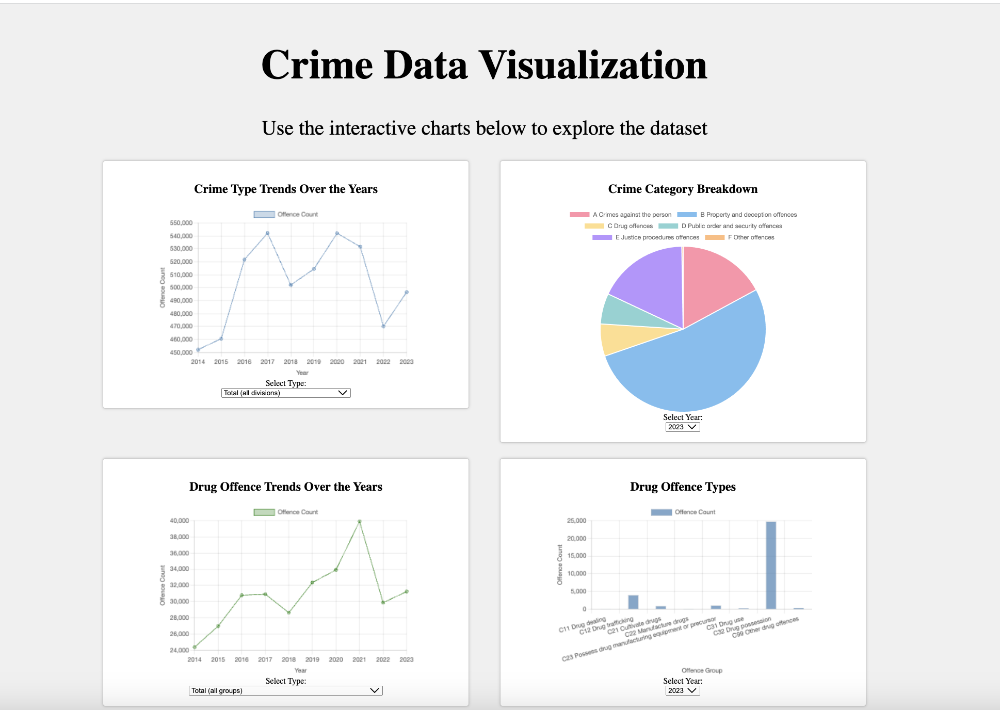 Crime Data Visualization
Use the interactive charts below to explore the dataset
Crime Type Trends Over the Years
Offence Count
550,000
540,000
530,000
520,000
510,000
500,000
490,000
480,000
470,000
460,000
450,000
Offence Count
2014 2015 2016 2017 2018 2019 2020 2021 2022 2023
Year
Select Type:
Total (all divisions)
Crime Category Breakdown
A Crimes against the person B Property and deception offences
C Drug offences D Public order and security offences
E Justice procedures offences F Other offences
Select Year:
2023
Drug Offence Trends Over the Years
Offence Count
40,000
38,000
36,000
34,000
32,000
30,000
28,000
26,000
24,000
Offence Count
2014 2015 2016 2017 2018 2019 2020 2021 2022 2023
Year
Select Type:
Total (all groups)
Drug Offence Types
Offence Count
25,000
20,000
15,000
10,000
5,000
0
Offence Count
C11 Drug dealing
C12 Drug trafficking
C21 Cultivate drugs
C22 Manufacture drugs
C23 Possess drug manufacturing equipment or precursor
C31 Drug use
C32 Drug possession
C99 Other drug offences
Offence Group
Select Year:
2023